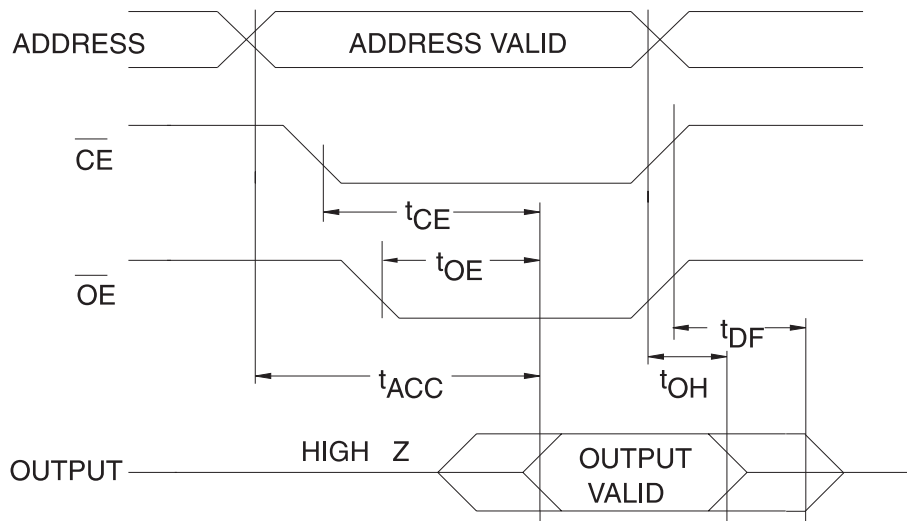 ADDRESS
ADDRESS VALID
CE
tCE
tOE
OE
tDF
tACC
tOH
HIGH Z
OUTPUT
OUTPUT
VALID